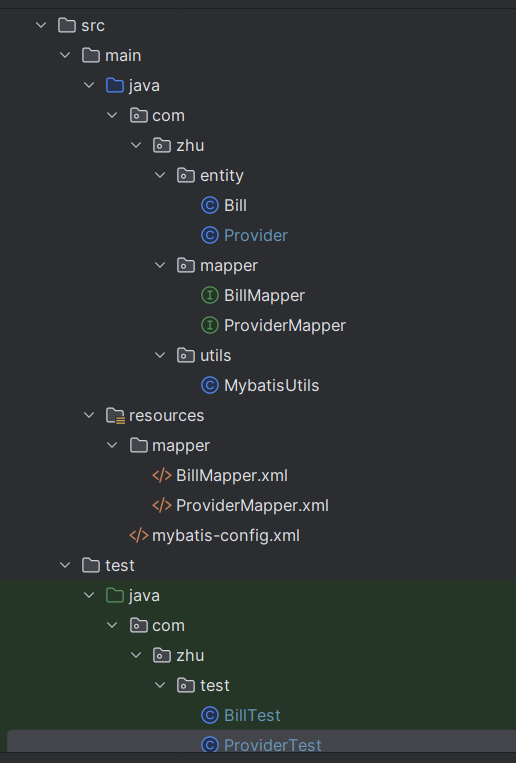 src
main
java
com
zhu
entity
Bill
Provider
mapper
BillMapper
ProviderMapper
utils
MybatisUtils
resources
mapper
BillMapper.xml
ProviderMapper.xml
mybatis-config.xml
test
java
com
zhu
test
BillTest
ProviderTest